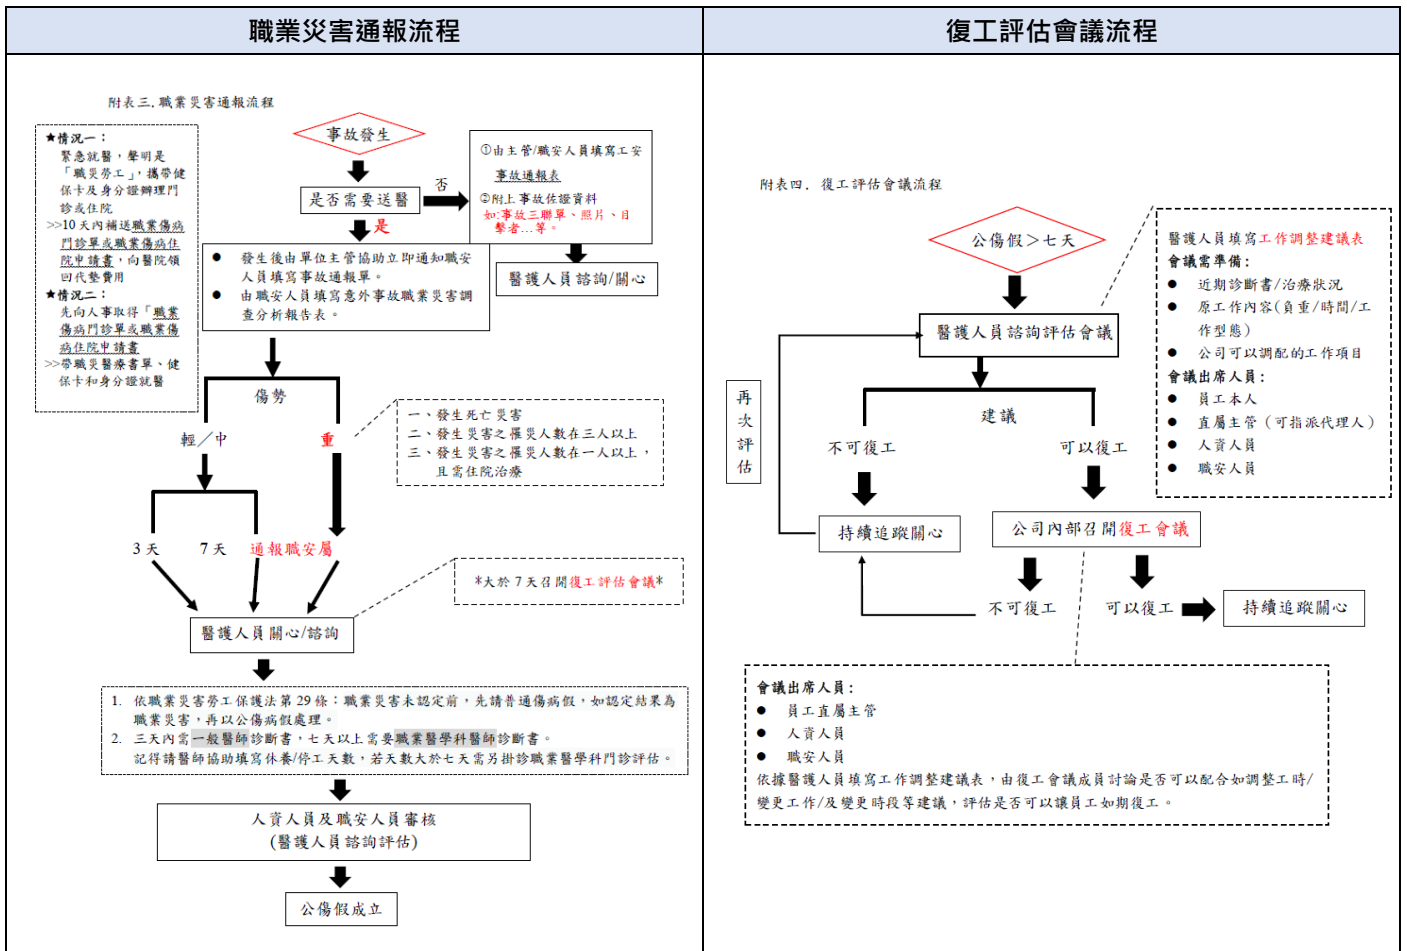 職業災害通報流程
附表三.職業災害通報流程
★情況一：
緊急就醫，聲明是
「職災勞工」，攜帶健
保卡及身分證辦理門
診或住院
>>10天內補送職業傷病
門診單或職業傷病住
院申請書，向醫院領
回代墊費用
★情況二：
先向人事取得「職業
傷病門診單或職業傷
病住院申請書
>>帶職災醫療書單、健
保卡和身分證就醫
事故發生
是否需要送醫
否
是
①由主管/職安人員填寫工安
事故通報表
②附上事故佐證資料
如:事故三聯單、照片、目
擊者...等。
醫護人員諮詢/關心
● 發生後由單位主管協助立即通知職安
人員填寫事故通報單。
● 由職安人員填寫意外事故職業災害調
查分析報告表。
傷勢
輕／中
重
一、發生死亡災害
二、發生災害之罹災人數在三人以上
三、發生災害之罹災人數在一人以上，
且需住院治療
3天
7天
通報職安屬
*大於7天召開復工評估會議*
醫護人員關心/諮詢
1. 依職業災害勞工保護法第29條：職業災害未認定前，先請普通傷病假，如認定結果為
職業災害，再以公傷病假處理。
2. 三天內需一般醫師診斷書，七天以上需要職業醫學科醫師診斷書。
記得請醫師協助填寫休養/停工天數，若天數大於七天需另掛診職業醫學科門診評估。
人資人員及職安人員審核
(醫護人員諮詢評估)
公傷假成立
復工評估會議流程
附表四. 復工評估會議流程
公傷假＞七天
醫護人員諮詢評估會議
醫護人員填寫工作調整建議表
會議需準備:
● 近期診斷書/治療狀況
● 原工作內容(負重/時間/工
作型態)
● 公司可以調配的工作項目
會議出席人員:
● 員工本人
● 直屬主管（可指派代理人）
● 人資人員
● 職安人員
再次評估
建議
不可復工
可以復工
持續追蹤關心
公司內部召開復工會議
不可復工
可以復工
持續追蹤關心
會議出席人員:
● 員工直屬主管
● 人資人員
● 職安人員
依據醫護人員填寫工作調整建議表，由復工會議成員討論是否可以配合如調整工時/
變更工作/及變更時段等建議，評估是否可以讓員工如期復工。